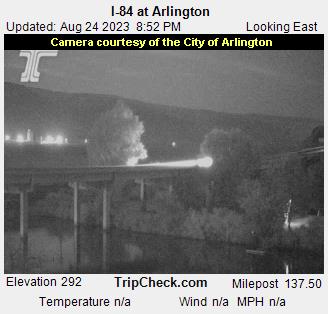 I-84 at Arlington
Updated: Aug 24 2023 8:52 PM Looking East
Camera courtesy of the City of Arlington
Elevation 292 TripCheck.com Milepost 137.50
Temperature n/a Wind n/a MPH n/a